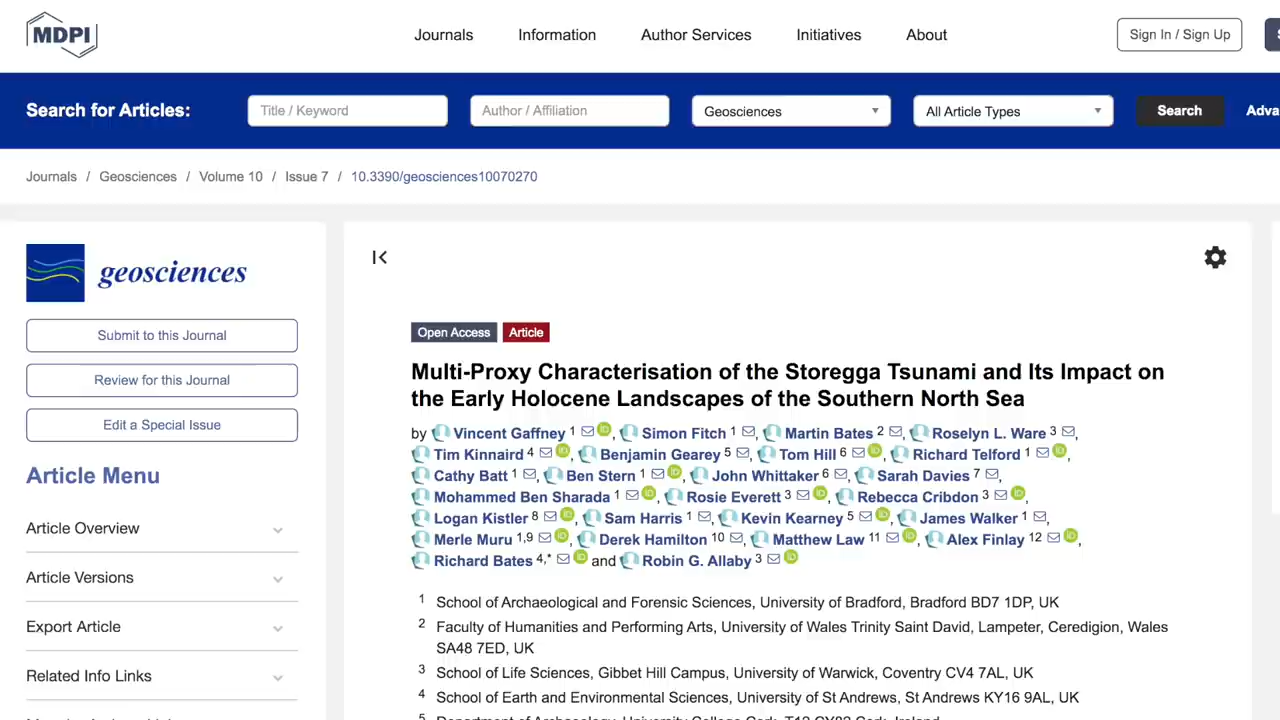 MDPI
Journals Information Author Services Initiatives About Sign In / Sign Up
Search for Articles: Title / Keyword Author / Affiliation Geosciences All Article Types Search
Journals / Geosciences / Volume 10 / Issue 7 / 10.3390/geosciences10070270
geosciences
Submit to this Journal
Review for this Journal
Edit a Special Issue
Article Menu
Article Overview
Article Versions
Export Article
Related Info Links
Open Access Article
Multi-Proxy Characterisation of the Storegga Tsunami and Its Impact on
the Early Holocene Landscapes of the Southern North Sea
by Vincent Gaffney 1, Simon Fitch 1, Martin Bates 2, Roselyn L. Ware 3,
Tim Kinnaird 4, Benjamin Gearey 5, Tom Hill 6, Richard Telford 1,
Cathy Batt 1, Ben Stern 1, John Whittaker 6, Sarah Davies 7,
Mohammed Ben Sharada 1, Rosie Everett 3, Rebecca Cribdon 3,
Logan Kistler 8, Sam Harris 1, Kevin Kearney 5, James Walker 1,
Merle Muru 1,9, Derek Hamilton 10, Matthew Law 11, Alex Finlay 12,
Richard Bates 4,* and Robin G. Allaby 3
1 School of Archaeological and Forensic Sciences, University of Bradford, Bradford BD7 1DP, UK
2 Faculty of Humanities and Performing Arts, University of Wales Trinity Saint David, Lampeter, Ceredigion, Wales
SA48 7ED, UK
3 School of Life Sciences, Gibbet Hill Campus, University of Warwick, Coventry CV4 7AL, UK
4 School of Earth and Environmental Sciences, University of St Andrews, St Andrews KY16 9AL, UK